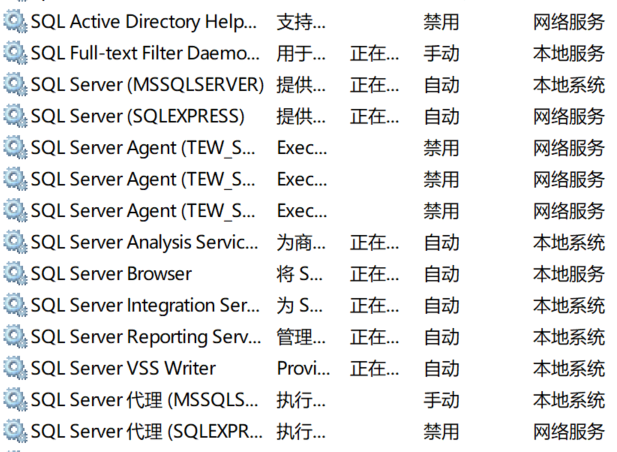 SQL Active Directory Help... 支持... 禁用 网络服务
SQL Full-text Filter Daemo... 用于... 正在... 手动 本地服务
SQL Server (MSSQLSERVER) 提供... 正在... 自动 本地系统
SQL Server (SQLEXPRESS) 提供... 正在... 自动 网络服务
SQL Server Agent (TEW_S... Exec... 禁用 网络服务
SQL Server Agent (TEW_S... Exec... 禁用 网络服务
SQL Server Agent (TEW_S... Exec... 禁用 网络服务
SQL Server Analysis Servic... 为商... 正在... 自动 本地系统
SQL Server Browser 将 S... 正在... 自动 本地服务
SQL Server Integration Ser... 为 S... 正在... 自动 本地系统
SQL Server Reporting Serv... 管理... 正在... 自动 本地系统
SQL Server VSS Writer Provi... 正在... 自动 本地系统
SQL Server 代理 (MSSQLS... 执行... 手动 本地系统
SQL Server 代理 (SQLEXPR... 执行... 禁用 网络服务